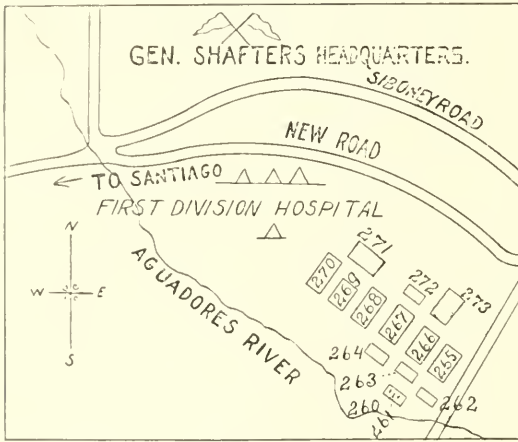 GEN. SHAFTERS HEADQUARTERS.
SIBONEY ROAD
NEW ROAD
← TO SANTIAGO
FIRST DIVISION HOSPITAL
N
W E
S
AGUADORES RIVER
271
270
269
268
272
273
267
266
265
264
263
262
260
261